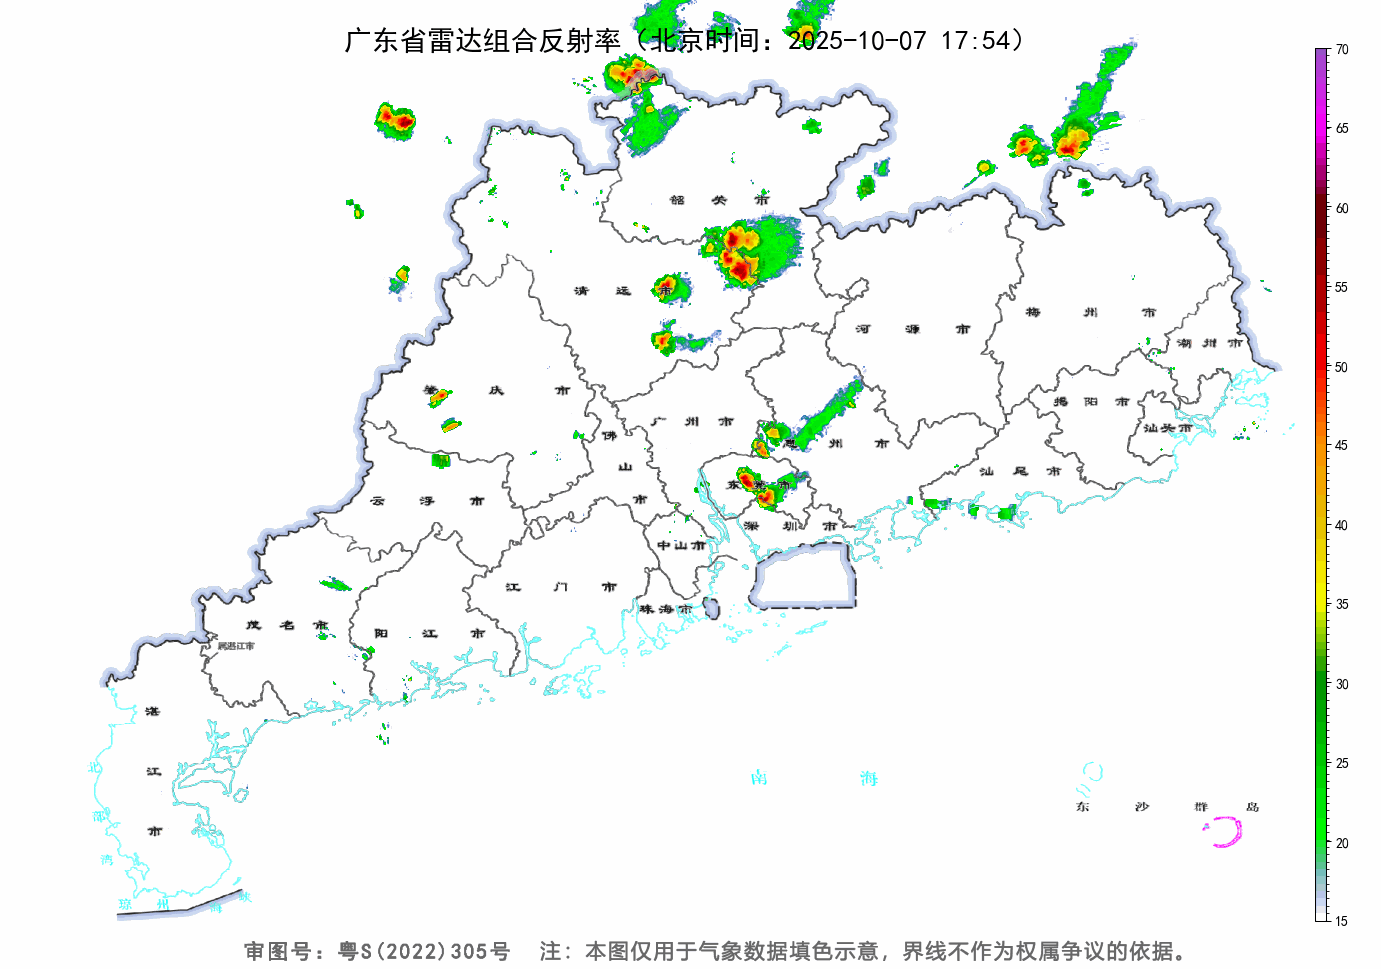 广东省雷达组合反射率（北京时间：2025-10-07 17:54）
70
65
60
55
50
45
40
35
30
25
20
15
韶关市
清远市
河源市
梅州市
潮州市
肇庆市
广州市
佛山市
惠州市
揭阳市
汕头市
汕尾市
东莞市
云浮市
深圳市
中山市
江门市
珠海市
茂名市
阳江市
属湛江市
湛江市
北部湾
琼州海峡
南海
东沙群岛
审图号：粤S(2022)305号 注：本图仅用于气象数据填色示意，界线不作为权属争议的依据。